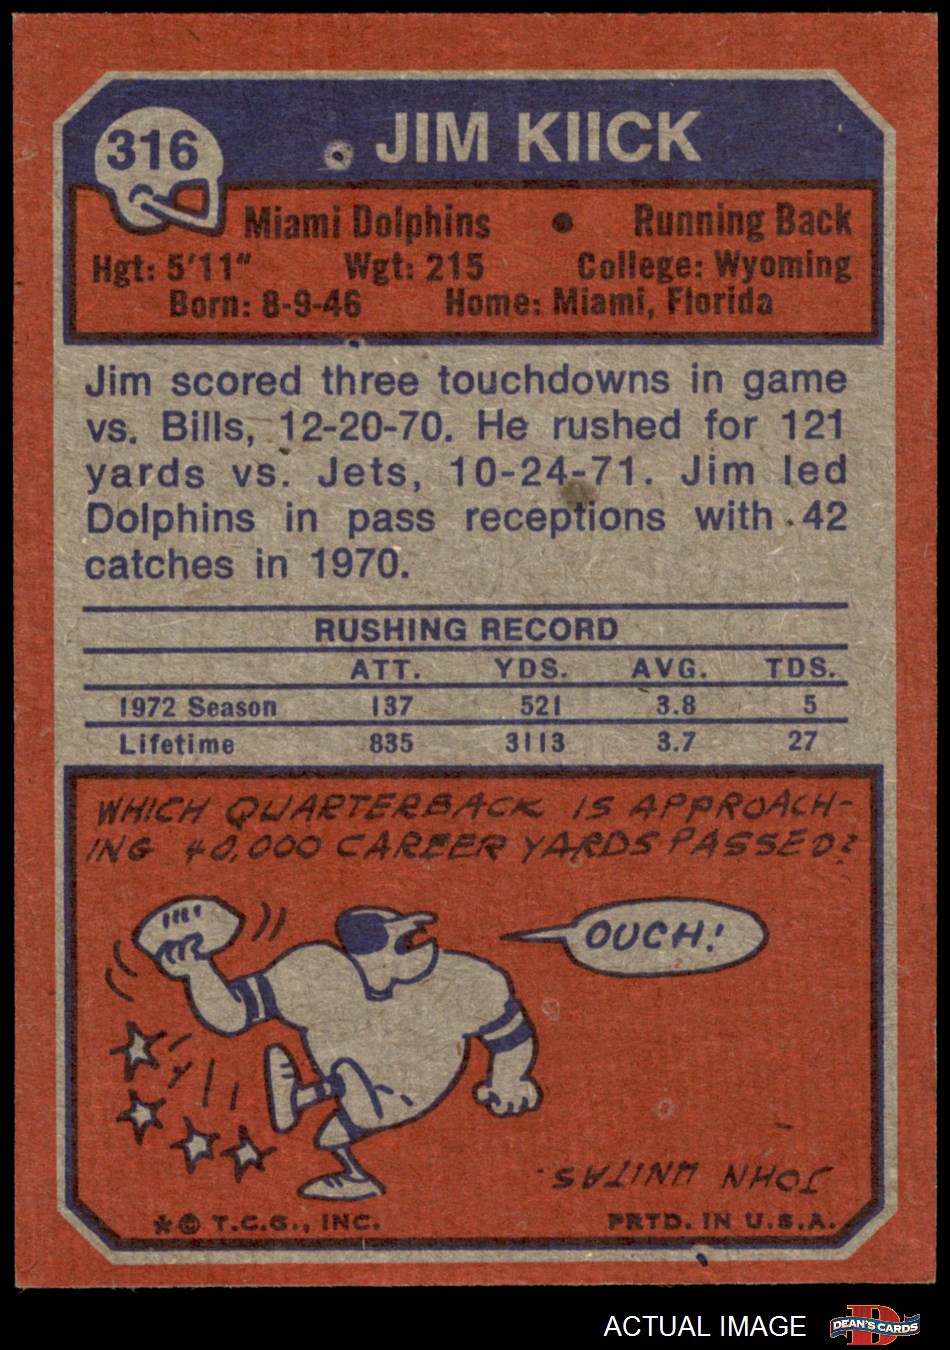 316
JIM KIICK
Miami Dolphins • Running Back
Hgt: 5'11" Wgt: 215 College: Wyoming
Born: 8-9-46 Home: Miami, Florida
Jim scored three touchdowns in game
vs. Bills, 12-20-70. He rushed for 121
yards vs. Jets, 10-24-71. Jim led
Dolphins in pass receptions with 42
catches in 1970.
RUSHING RECORD
ATT. YDS. AVG. TDS.
1972 Season 137 521 3.8 5
Lifetime 835 3113 3.7 27
WHICH QUARTERBACK IS APPROACH-
ING 40,000 CAREER YARDS PASSED?
OUCH!
JOHN UNITAS.
*© T.C.G., INC. PRTD. IN U.S.A.
ACTUAL IMAGE
D
DEAN'S CARDS